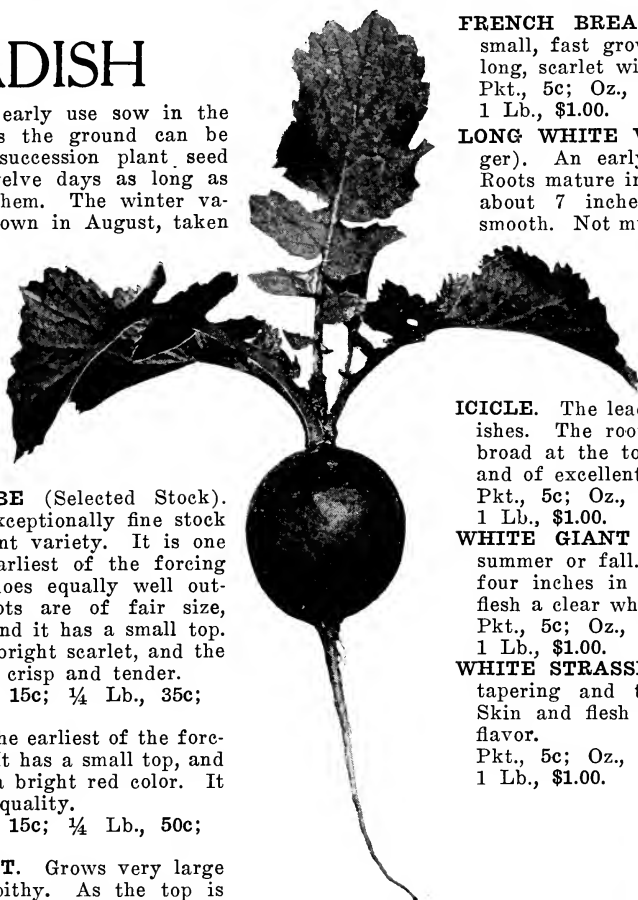 ADISH
early use sow in the
s the ground can be
succession plant seed
elve days as long as
hem. The winter va-
own in August, taken
BE (Selected Stock).
xceptionally fine stock
nt variety. It is one
arliest of the forcing
loes equally well out-
ots are of fair size,
nd it has a small top.
bright scarlet, and the
crisp and tender.
15c; ¼ Lb., 35c;
he earliest of the forc-
It has a small top, and
a bright red color. It
quality.
15c; ¼ Lb., 50c;
T. Grows very large
pithy. As the top is
FRENCH BREA
small, fast grow
long, scarlet wi
Pkt., 5c; Oz.,
1 Lb., $1.00.
LONG WHITE V
ger). An early
Roots mature in
about 7 inche
smooth. Not m
ICICLE. The lea
ishes. The roo
broad at the to
and of excellent
Pkt., 5c; Oz.,
1 Lb., $1.00.
WHITE GIANT
summer or fall.
four inches in
flesh a clear wh
Pkt., 5c; Oz.,
1 Lb., $1.00.
WHITE STRASS
tapering and t
Skin and flesh
flavor.
Pkt., 5c; Oz.,
1 Lb., $1.00.